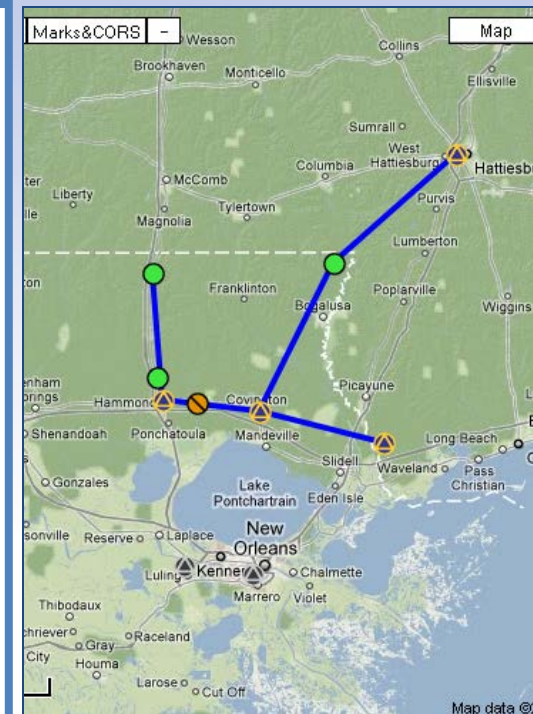 Marks&CORS
-
Map
Wesson
Collins
Brookhaven
Monticello
Ellisville
Sumrall
West
Hattiesburg
Columbia
Hattiesb
McComb
Liberty
Tylertown
Purvis
Magnolia
Lumberton
Franklinton
Poplarville
Bogalusa
Wiggins
Picayune
Hammond
Covington
Ponchatoula
Mandeville
Shenandoah
Long Beach
Slidell
Waveland
Pass
Christian
Eden Isle
Gonzales
Lake
Pontchartrain
New
Orleans
Reserve
Laplace
Luling
Kenner
Chalmette
Marrero
Violet
Thibodaux
Raceland
Gray
City
Houma
Larose
Cut Off
Map data ©